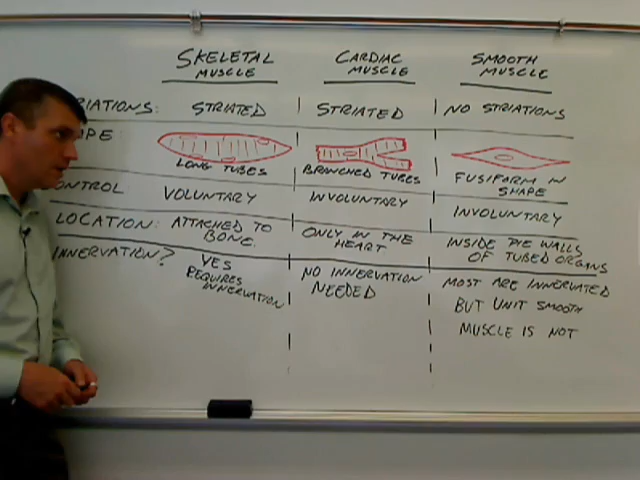 SKELETAL MUSCLE
CARDIAC MUSCLE
SMOOTH MUSCLE
RIATIONS: STRIATED STRIATED NO STRIATIONS
PE:
LONG TUBES BRANCHED TUBES FUSIFORM IN SHAPE
ONTROL VOLUNTARY INVOLUNTARY INVOLUNTARY
LOCATION: ATTACHED TO BONE. ONLY IN THE HEART INSIDE THE WALLS OF TUBED ORGANS
INNERVATION? YES REQUIRES INNERVATION NO INNERVATION NEEDED MOST ARE INNERVATED BUT UNIT SMOOTH MUSCLE IS NOT